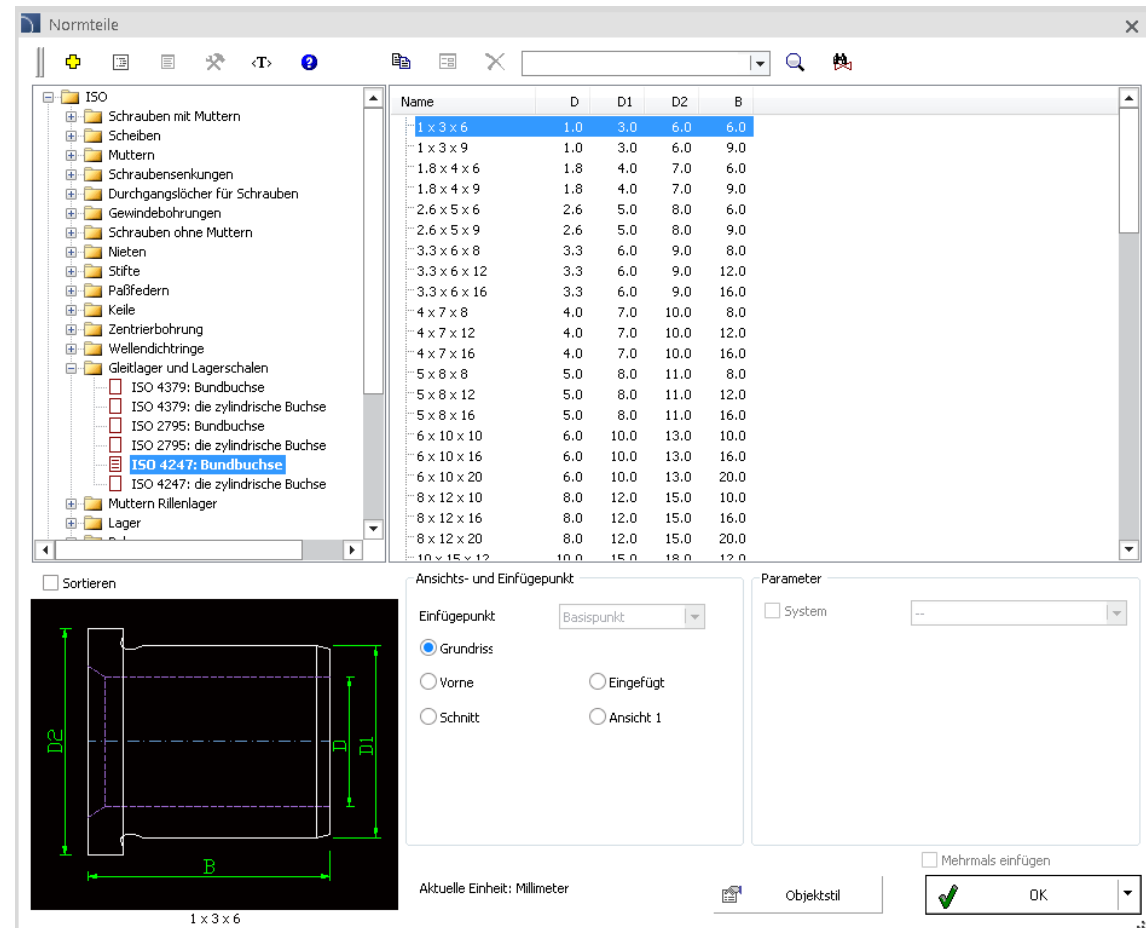 Normteile
<T>
ISO
Schrauben mit Muttern
Scheiben
Muttern
Schraubensenkungen
Durchgangslöcher für Schrauben
Gewindebohrungen
Schrauben ohne Muttern
Nieten
Stifte
Paßfedern
Keile
Zentrierbohrung
Wellendichtringe
Gleitlager und Lagerschalen
ISO 4379: Bundbuchse
ISO 4379: die zylindrische Buchse
ISO 2795: Bundbuchse
ISO 2795: die zylindrische Buchse
ISO 4247: Bundbuchse
ISO 4247: die zylindrische Buchse
Muttern Rillenlager
Lager
Name D D1 D2 B
1 x 3 x 6 1.0 3.0 6.0 6.0
1 x 3 x 9 1.0 3.0 6.0 9.0
1.8 x 4 x 6 1.8 4.0 7.0 6.0
1.8 x 4 x 9 1.8 4.0 7.0 9.0
2.6 x 5 x 6 2.6 5.0 8.0 6.0
2.6 x 5 x 9 2.6 5.0 8.0 9.0
3.3 x 6 x 8 3.3 6.0 9.0 8.0
3.3 x 6 x 12 3.3 6.0 9.0 12.0
3.3 x 6 x 16 3.3 6.0 9.0 16.0
4 x 7 x 8 4.0 7.0 10.0 8.0
4 x 7 x 12 4.0 7.0 10.0 12.0
4 x 7 x 16 4.0 7.0 10.0 16.0
5 x 8 x 8 5.0 8.0 11.0 8.0
5 x 8 x 12 5.0 8.0 11.0 12.0
5 x 8 x 16 5.0 8.0 11.0 16.0
6 x 10 x 10 6.0 10.0 13.0 10.0
6 x 10 x 16 6.0 10.0 13.0 16.0
6 x 10 x 20 6.0 10.0 13.0 20.0
8 x 12 x 10 8.0 12.0 15.0 10.0
8 x 12 x 16 8.0 12.0 15.0 16.0
8 x 12 x 20 8.0 12.0 15.0 20.0
10 x 15 x 12 10.0 15.0 18.0 12.0
Sortieren
D2
D
D1
B
1 x 3 x 6
Ansichts- und Einfügepunkt
Einfügepunkt Basispunkt
Grundriss
Vorne Eingefügt
Schnitt Ansicht 1
Parameter
System --
Mehrmals einfügen
Aktuelle Einheit: Millimeter
Objektstil
OK